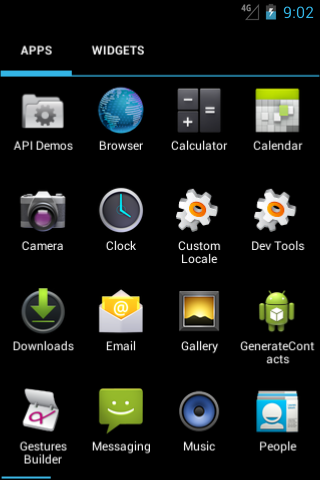 4G 9:02
APPS WIDGETS
API Demos Browser Calculator Calendar
Camera Clock Custom Locale Dev Tools
Downloads Email Gallery GenerateContacts
Gestures Builder Messaging Music People